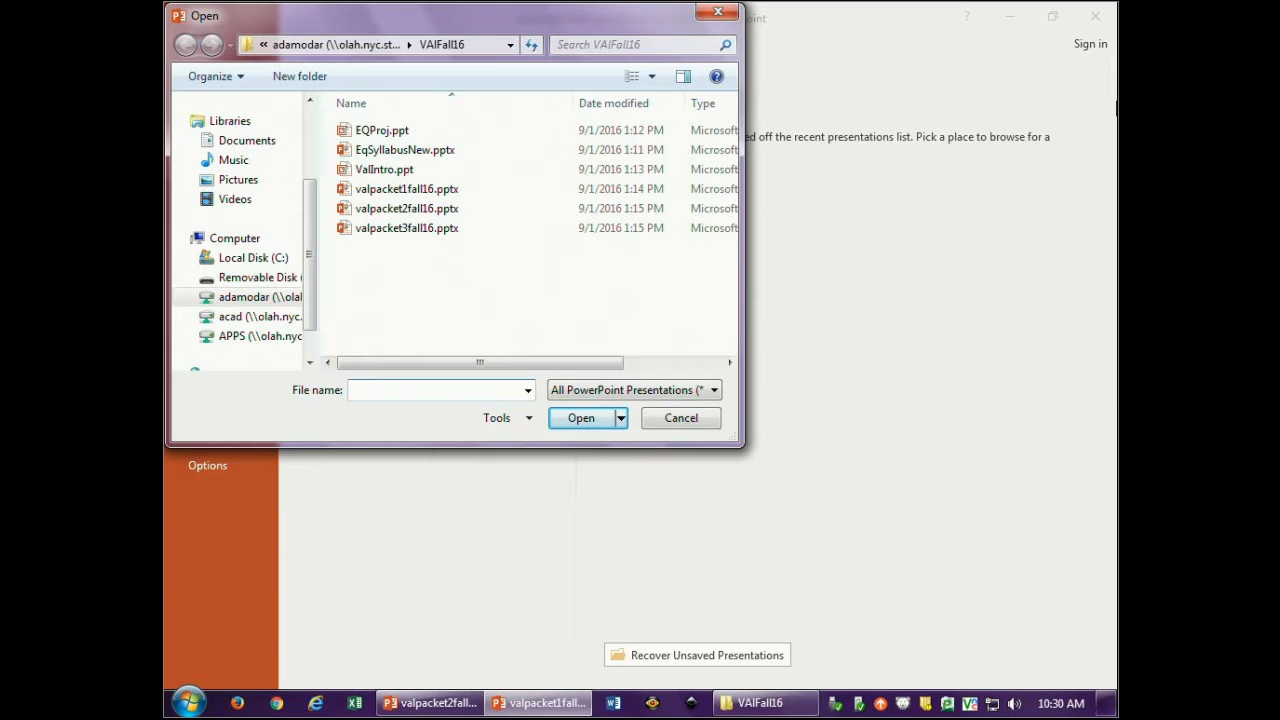 Open
oint
?
Sign in
« adamodar (\\olah.nyc.st... ▸ VAlFall16
Search VAlFall16
Organize
New folder
Name
Date modified
Type
Libraries
Documents
Music
Pictures
Videos
Computer
Local Disk (C:)
Removable Disk (
adamodar (\\olal
acad (\\olah.nyc.
APPS (\\olah.nyc
EQProj.ppt 9/1/2016 1:12 PM Microsoft
EqSyllabusNew.pptx 9/1/2016 1:11 PM Microsoft
ValIntro.ppt 9/1/2016 1:13 PM Microsoft
valpacket1fall16.pptx 9/1/2016 1:14 PM Microsoft
valpacket2fall16.pptx 9/1/2016 1:15 PM Microsoft
valpacket3fall16.pptx 9/1/2016 1:15 PM Microsoft
ed off the recent presentations list. Pick a place to browse for a
File name:
All PowerPoint Presentations (*
Tools
Open
Cancel
Options
Recover Unsaved Presentations
valpacket2fall...
valpacket1fall...
VAlFall16
10:30 AM